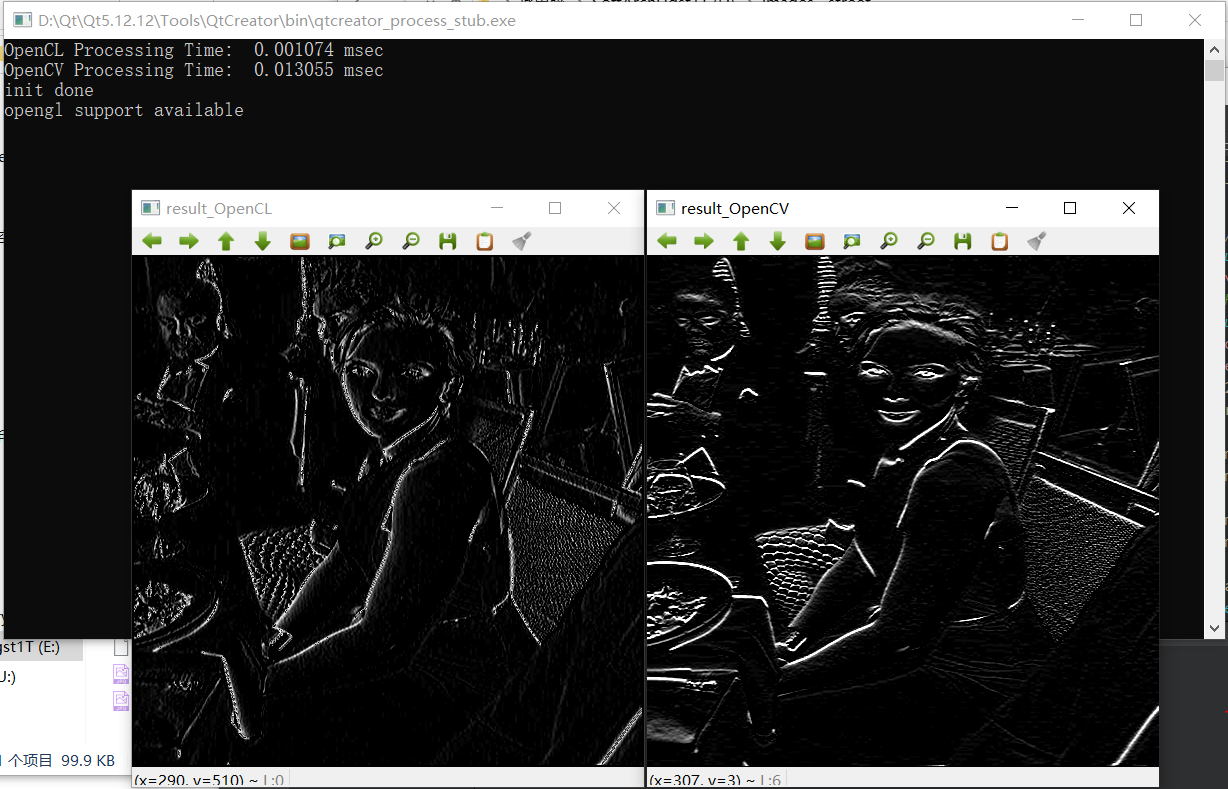 D:\Qt\Qt5.12.12\Tools\QtCreator\bin\qtcreator_process_stub.exe
OpenCL Processing Time:  0.001074 msec
OpenCV Processing Time:  0.013055 msec
init done
opengl support available
result_OpenCL
result_OpenCV
gst1T (E:)
J:)
个项目 99.9 KB
(x=290, y=510) ~ L:0
(x=307, y=3) ~ L:6